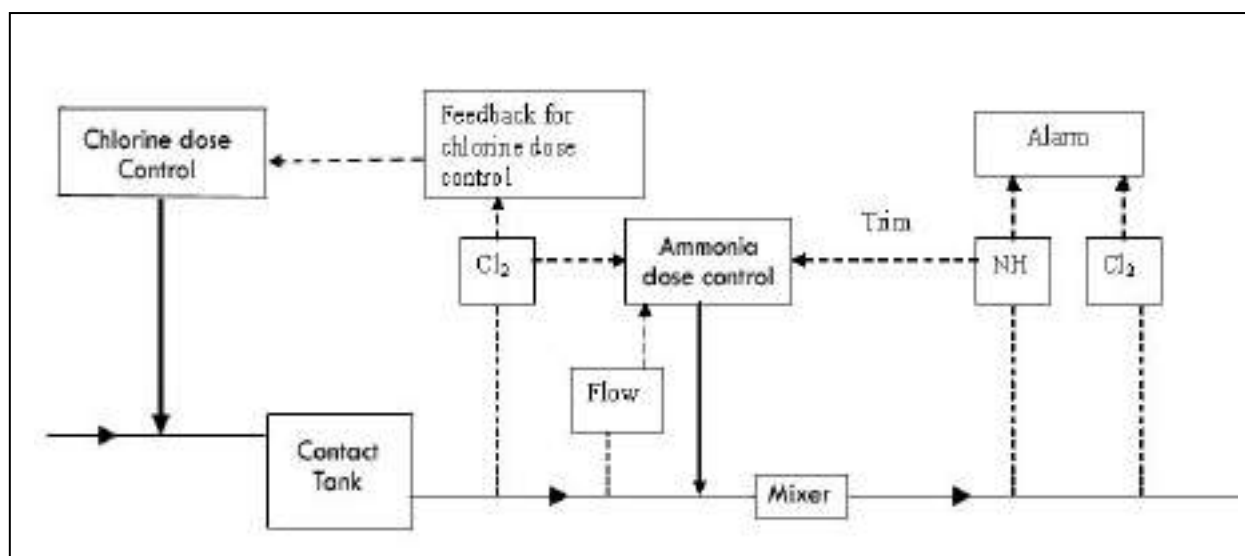 Chlorine dose
Control
Feedback for
chlorine dose
control
Alarm
Trim
Cl₂
Ammonia
dose control
NH
Cl₂
Flow
Contact
Tank
Mixer